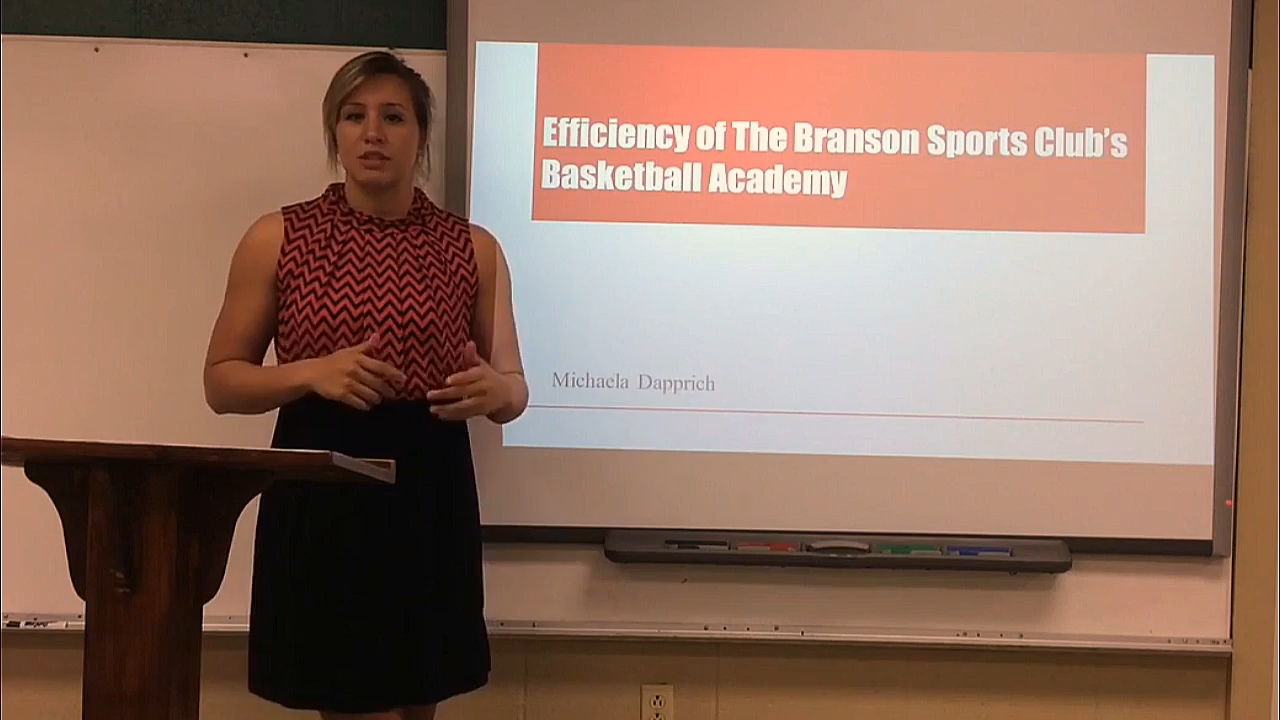 Efficiency of The Branson Sports Club's
Basketball Academy
Michaela Dapprich